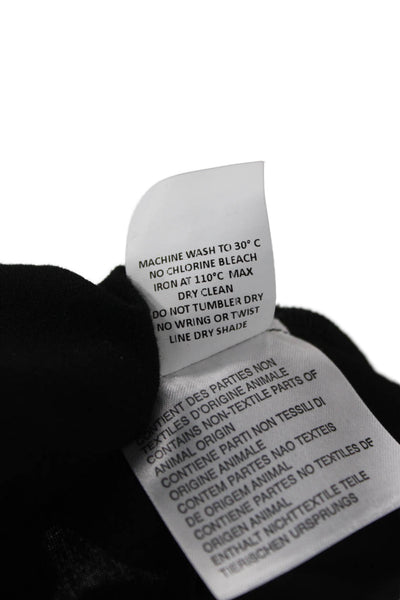 MACHINE WASH TO 30° C
NO CHLORINE BLEACH
IRON AT 110°C MAX
DRY CLEAN
DO NOT TUMBLER DRY
NO WRING OR TWIST
LINE DRY SHADE
CONTIENT DES PARTIES NON
TEXTILES D'ORIGINE ANIMALE
CONTAINS NON-TEXTILE PARTS OF
ANIMAL ORIGIN
CONTIENE PARTI NON TESSILI DI
ORIGINE ANIMALE
CONTEM PARTES NAO TEXTEIS
DE ORIGEM ANIMAL
CONTIENE PARTES NO TEXTILES DE
ORIGEN ANIMAL
ENTHALT NICHTTEXTILE TEILE
TIERISCHEN URSPRUNGS